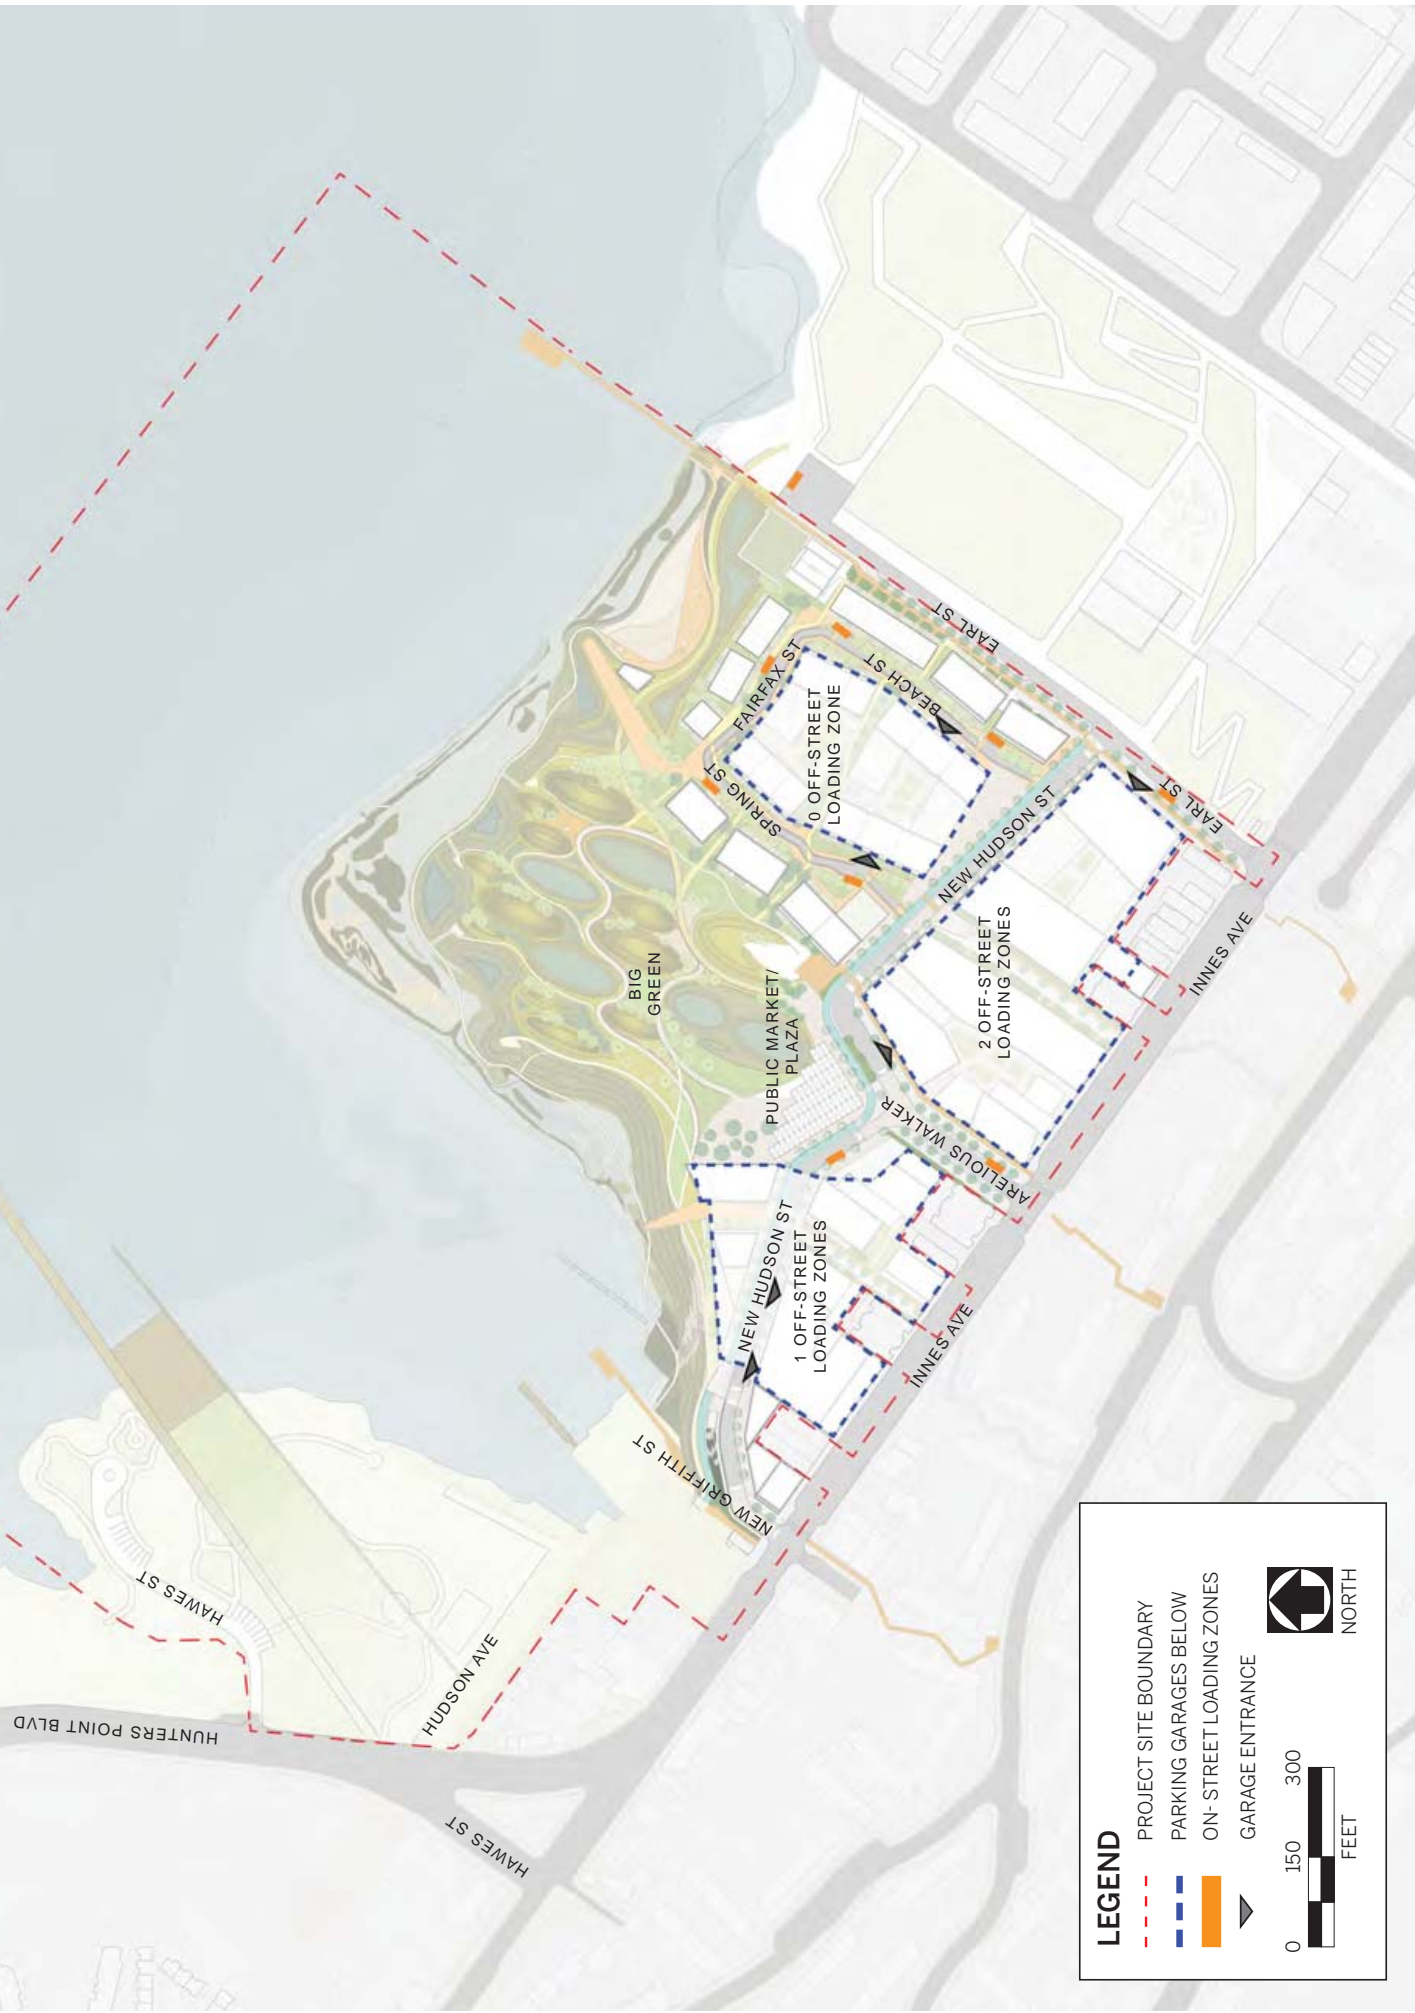 HUNTERS POINT BLVD
HAWES ST
HAWES ST
HUDSON AVE
NEW GRIFFITH ST
BIG
GREEN
PUBLIC MARKET/
PLAZA
NEW HUDSON ST
1 OFF-STREET
LOADING ZONES
INNES AVE
ARELIOUS WALKER
2 OFF-STREET
LOADING ZONES
INNES AVE
NEW HUDSON ST
SPRING ST
FAIRFAX ST
0 OFF-STREET
LOADING ZONE
BEACH ST
EARL ST
EARL ST
LEGEND
PROJECT SITE BOUNDARY
PARKING GARAGES BELOW
ON- STREET LOADING ZONES
GARAGE ENTRANCE
0 150 300
FEET
NORTH